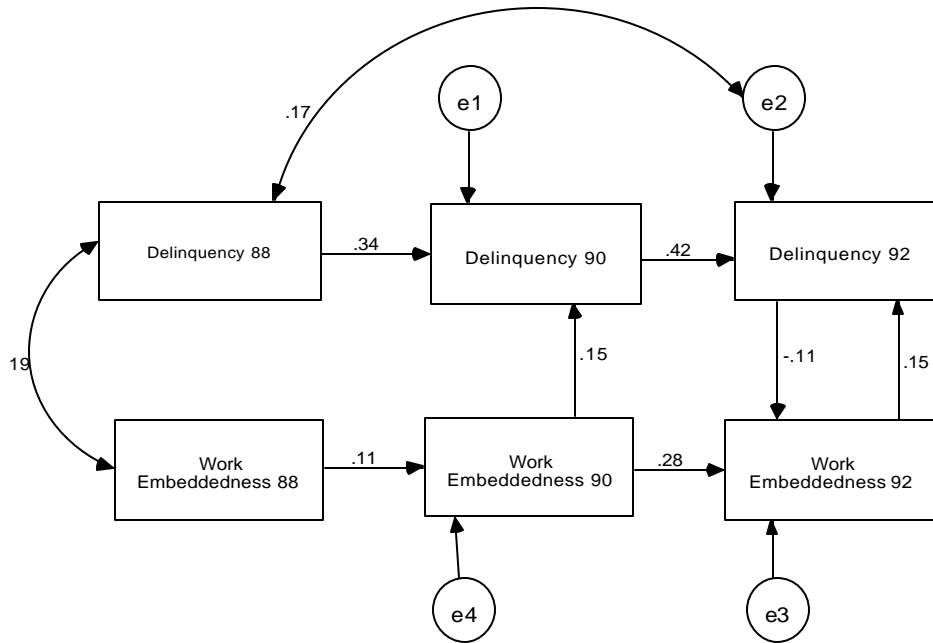 e1
e2
.17
Delinquency 88
.34
Delinquency 90
.42
Delinquency 92
19
.15
-.11
.15
Work
Embeddedness 88
.11
Work
Embeddedness 90
.28
Work
Embeddedness 92
e4
e3